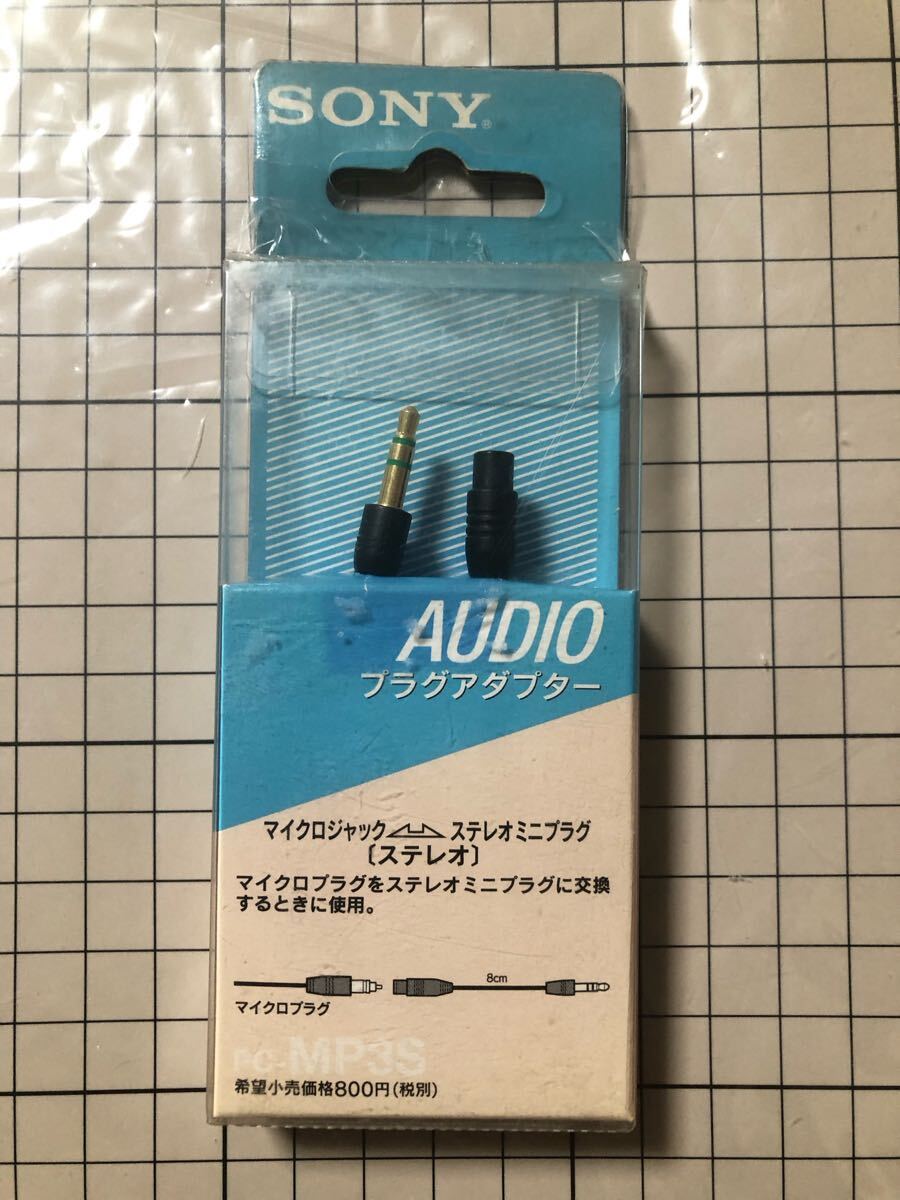 SONY®
AUDIO
プラグアダプター
マイクロジャック ステレオミニプラグ
〔ステレオ〕
マイクロプラグをステレオミニプラグに交換
するときに使用。
8cm
マイクロプラグ
PC-MP3S
希望小売価格800円(税別)